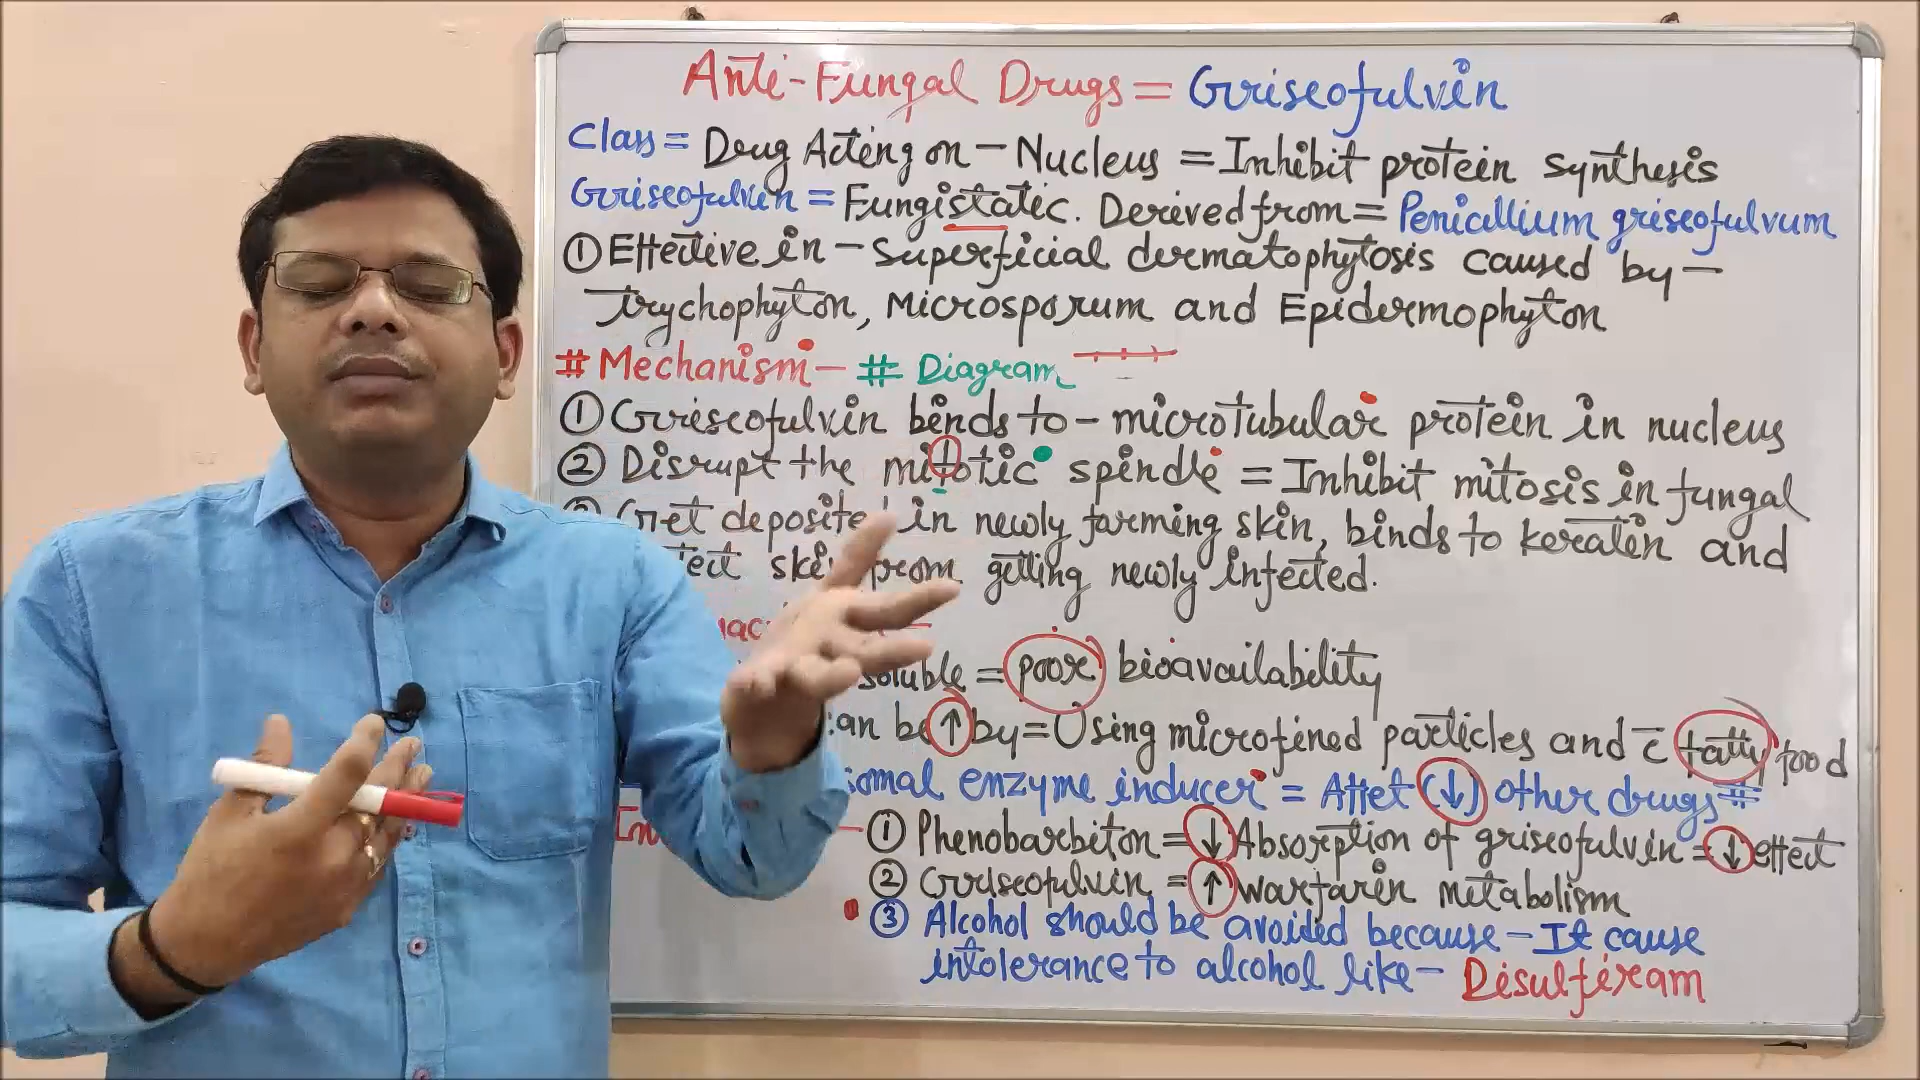 Anti-Fungal Drugs = Griseofulvin
Class = Drug Acting on - Nucleus = Inhibit protein synthesis
Griseofulvin = Fungistatic. Derived from = Penicillium griseofulvum
① Effective in - Superficial dermatophytosis caused by -
Trychophyton, Microsporum and Epidermophyton
# Mechanism - # Diagram
① Griseofulvin binds to - microtubular protein in nucleus
② Disrupt the mitotic spindle = Inhibit mitosis in fungal
Get deposited in newly forming skin, binds to keratin and
skin from getting newly infected.
soluble = poor bioavailability
can be ↑ by = Using microfined particles and c̄ fatty food
enzyme inducer = Affet (↓) other drugs #
① Phenobarbiton = ↓ Absorption of griseofulvin = ↓ effect
② Griseofulvin = ↑ warfarin metabolism
③ Alcohol should be avoided because - It cause
intolerance to alcohol like - Disulfiram